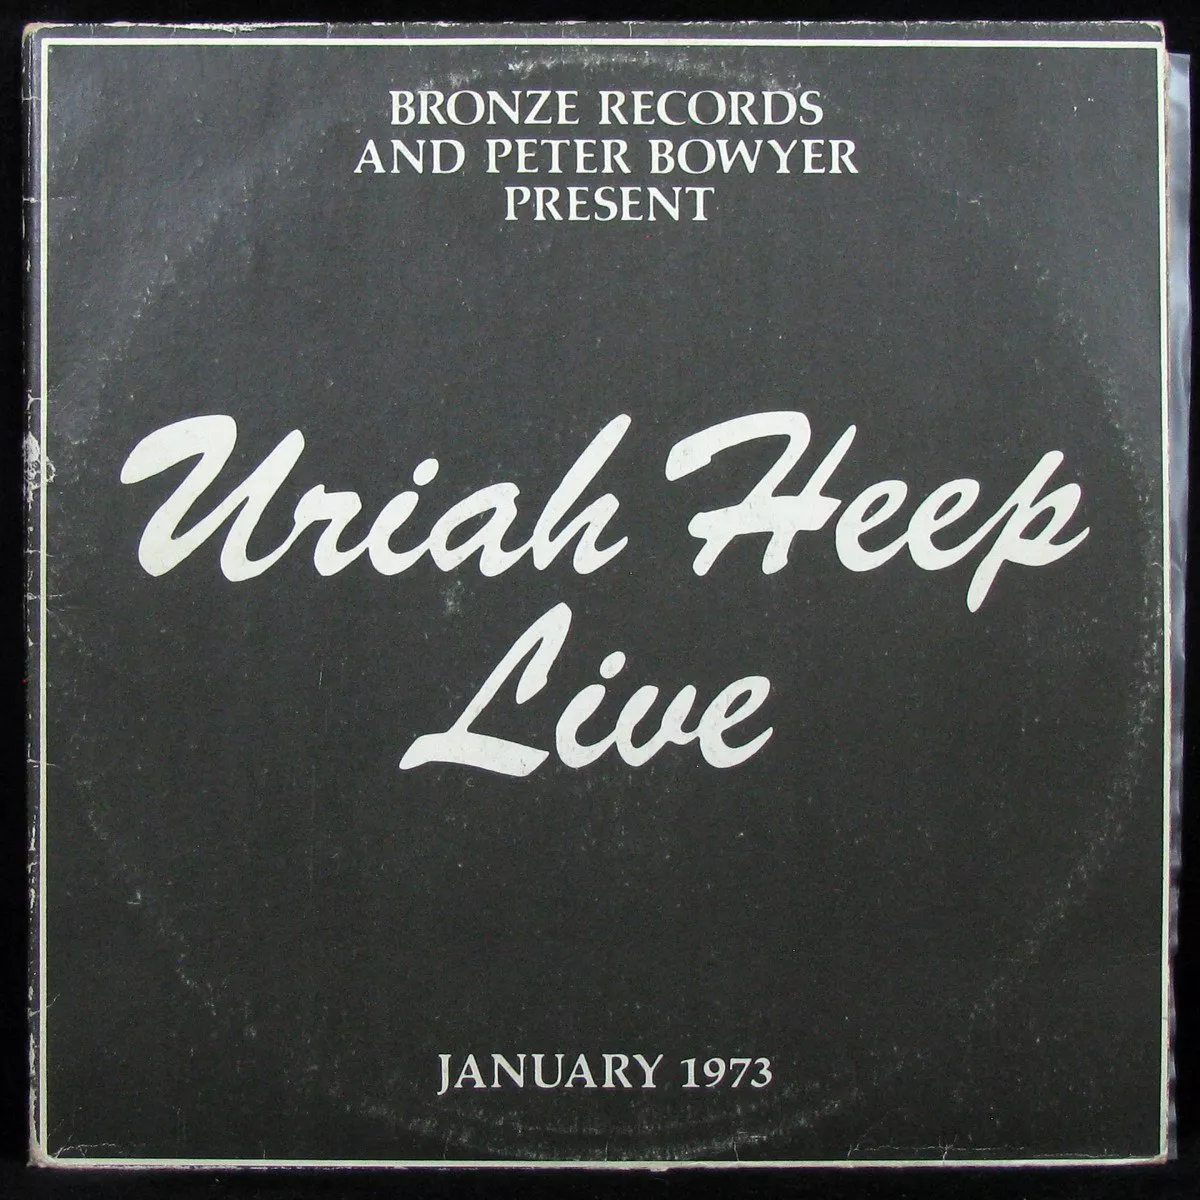 BRONZE RECORDS
AND PETER BOWYER
PRESENT
Uriah Heep
Live
JANUARY 1973